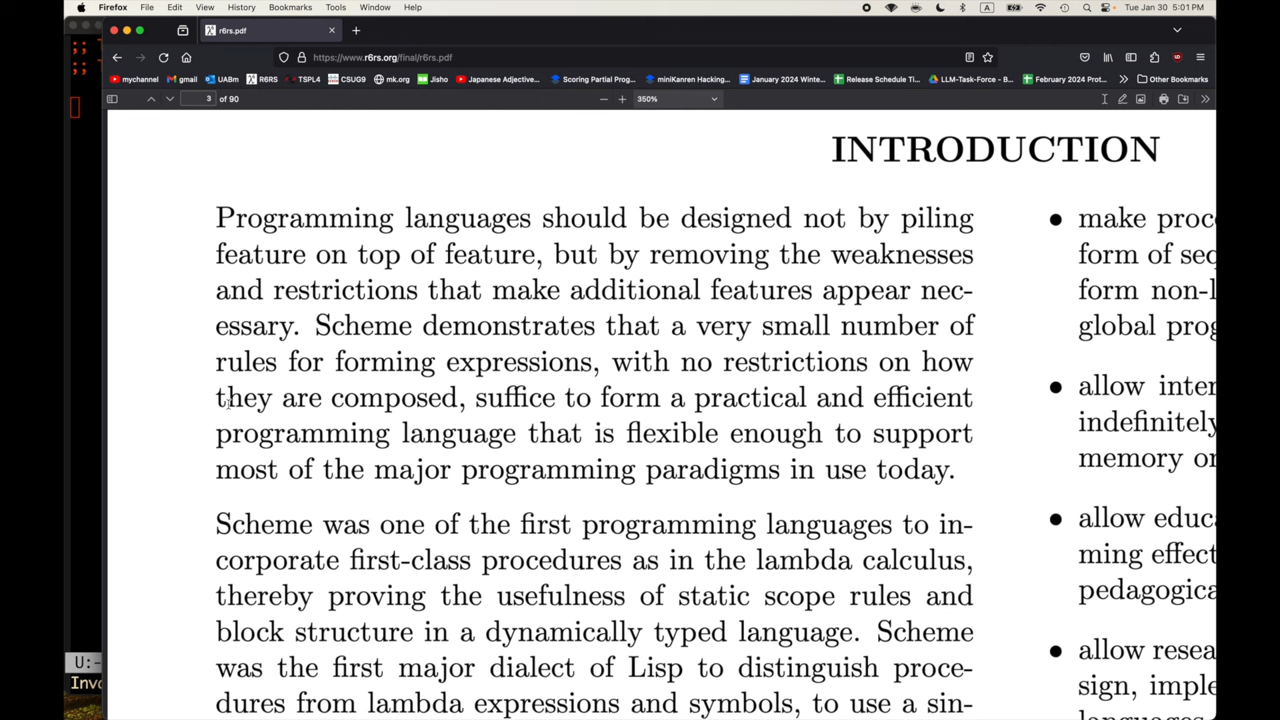 Firefox File Edit View History Bookmarks Tools Window Help
A
Tue Jan 30 5:01 PM
;;
;;
r6rs.pdf
https://www.r6rs.org/final/r6rs.pdf
mychannel gmail UABm R6RS TSPL4 CSUG9 mk.org Jisho Japanese Adjective... Scoring Partial Prog... miniKanren Hacking... January 2024 Winte... Release Schedule Ti... LLM-Task-Force – B... February 2024 Prot... Other Bookmarks
3 of 90
350%
INTRODUCTION
Programming languages should be designed not by piling
feature on top of feature, but by removing the weaknesses
and restrictions that make additional features appear nec-
essary. Scheme demonstrates that a very small number of
rules for forming expressions, with no restrictions on how
they are composed, suffice to form a practical and efficient
programming language that is flexible enough to support
most of the major programming paradigms in use today.
Scheme was one of the first programming languages to in-
corporate first-class procedures as in the lambda calculus,
thereby proving the usefulness of static scope rules and
block structure in a dynamically typed language. Scheme
was the first major dialect of Lisp to distinguish proce-
dures from lambda expressions and symbols, to use a sin-
• make proc
form of seq
form non-l
global prog
• allow inter
indefinitely
memory or
• allow educ
ming effect
pedagogica
• allow resea
sign, imple
U:-
Invo